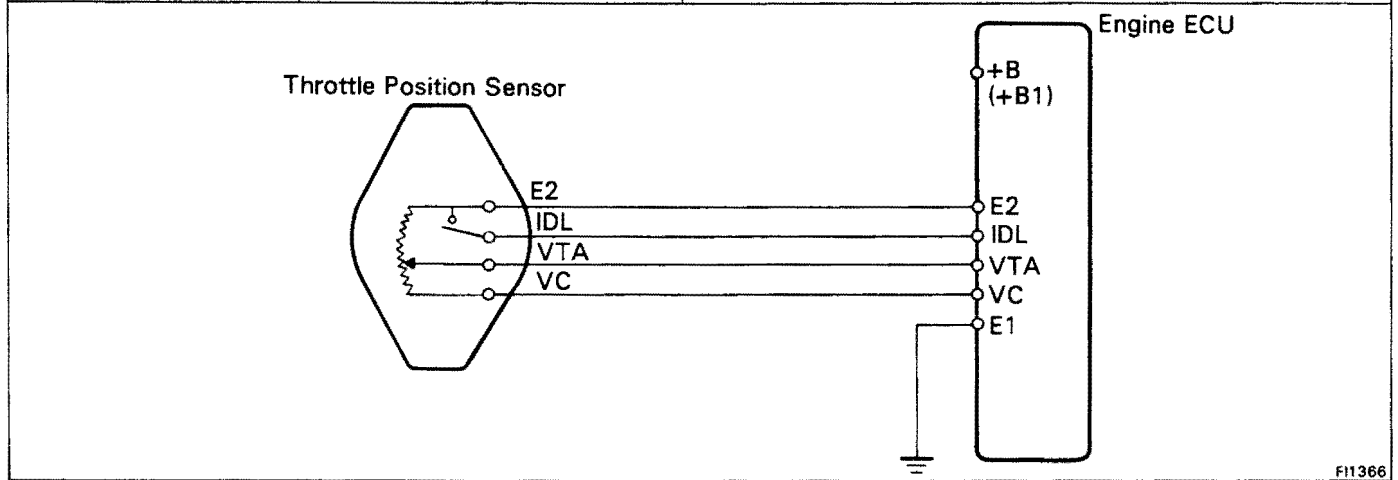 Engine ECU
+B
(+B1)
Throttle Position Sensor
E2
E2
IDL
IDL
VTA
VTA
VC
VC
E1
FI1366